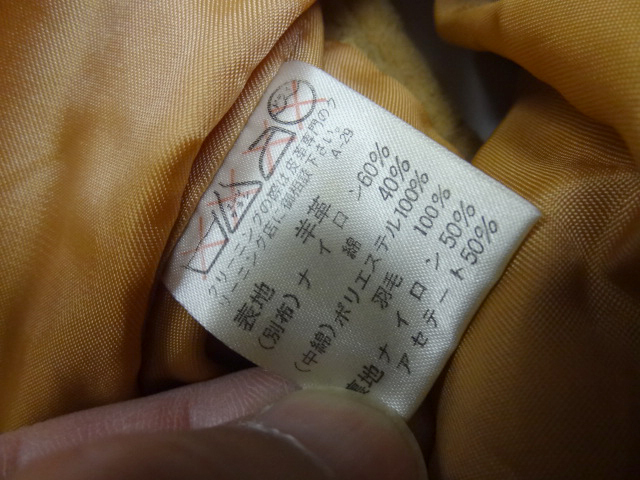 クリーニングの際は皮革専門のク
リーニング店に御相談下さい。
A-29
表地 羊革
(別布) ナイロン60%
綿 40%
(中綿) ポリエステル100%
羽毛 100%
裏地 ナイロン 50%
アセテート50%